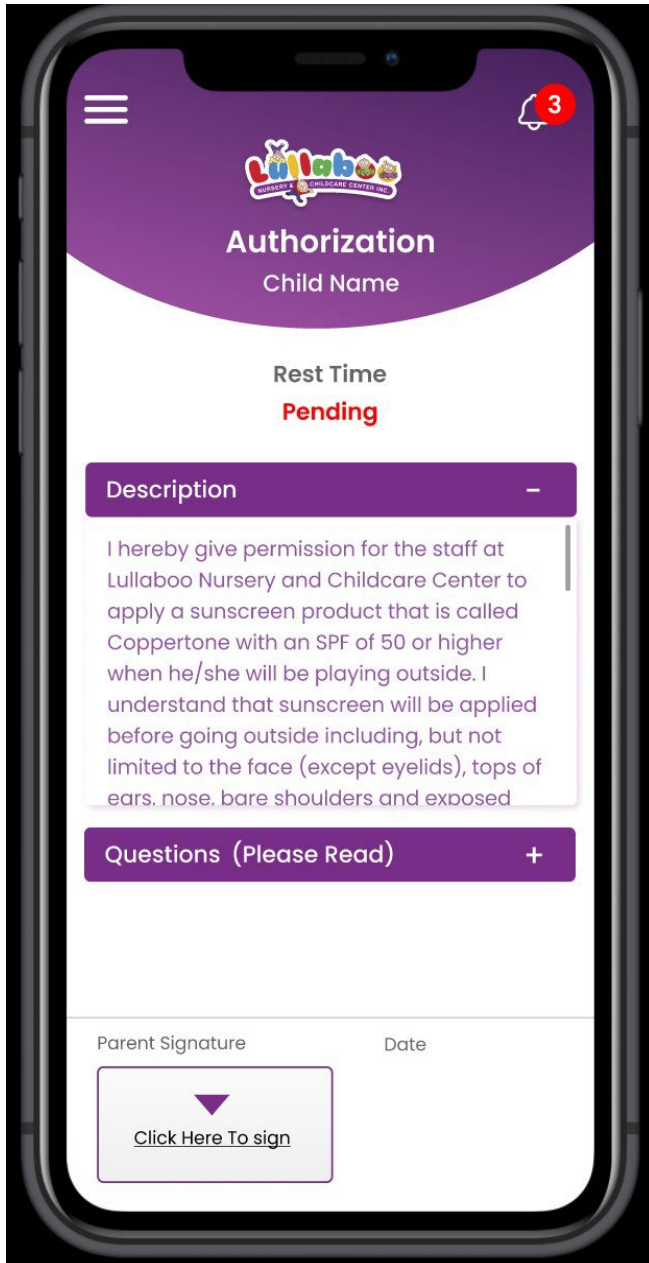 3
Lullaboo
NURSERY & CHILDCARE CENTER INC.
Authorization
Child Name
Rest Time
Pending
Description −
I hereby give permission for the staff at
Lullaboo Nursery and Childcare Center to
apply a sunscreen product that is called
Coppertone with an SPF of 50 or higher
when he/she will be playing outside. I
understand that sunscreen will be applied
before going outside including, but not
limited to the face (except eyelids), tops of
ears, nose, bare shoulders and exposed
Questions (Please Read) +
Parent Signature
Date
Click Here To sign